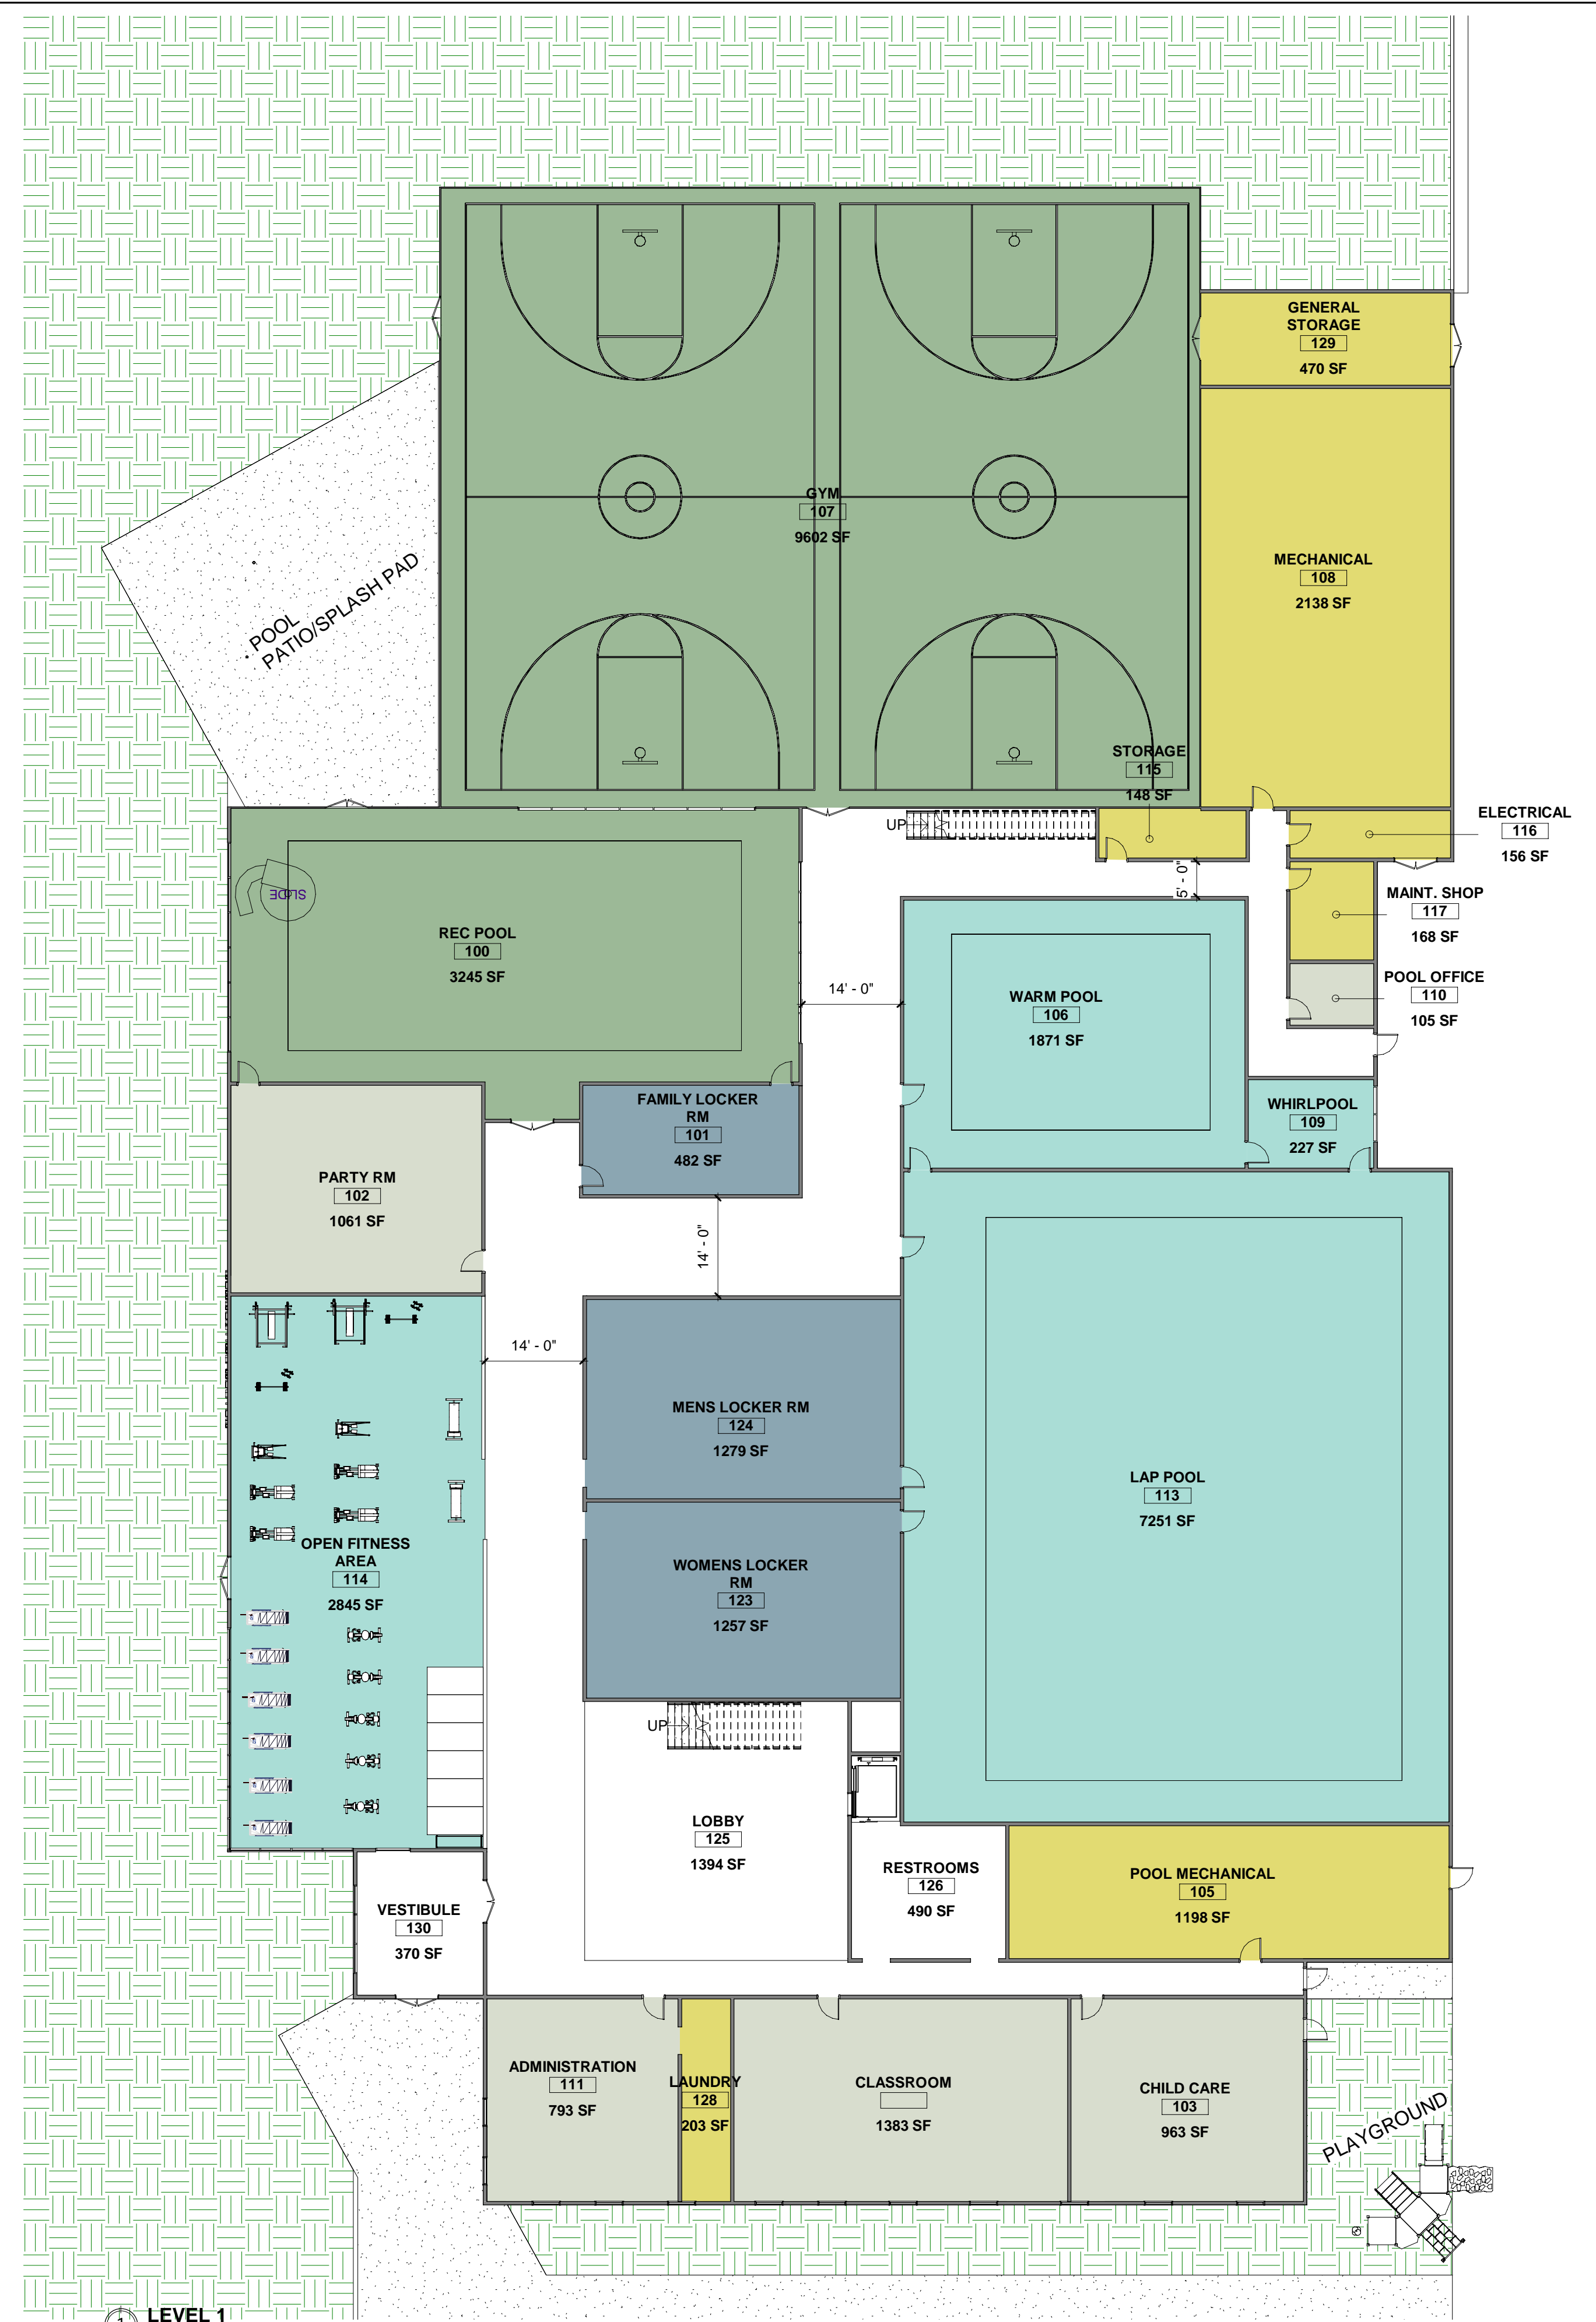 GENERAL
STORAGE
129
470 SF
GYM
107
9602 SF
MECHANICAL
108
2138 SF
POOL
PATIO/SPLASH PAD
STORAGE
115
148 SF
UP
ELECTRICAL
116
156 SF
5' - 0"
MAINT. SHOP
117
168 SF
SLIDE
REC POOL
100
3245 SF
POOL OFFICE
110
105 SF
14' - 0"
WARM POOL
106
1871 SF
FAMILY LOCKER
RM
101
482 SF
WHIRLPOOL
109
227 SF
PARTY RM
102
1061 SF
14' - 0"
14' - 0"
MENS LOCKER RM
124
1279 SF
LAP POOL
113
7251 SF
OPEN FITNESS
AREA
114
2845 SF
WOMENS LOCKER
RM
123
1257 SF
UP
LOBBY
125
1394 SF
RESTROOMS
126
490 SF
POOL MECHANICAL
105
1198 SF
VESTIBULE
130
370 SF
ADMINISTRATION
111
793 SF
LAUNDRY
128
203 SF
CLASSROOM
1383 SF
CHILD CARE
103
963 SF
PLAYGROUND
1
LEVEL 1